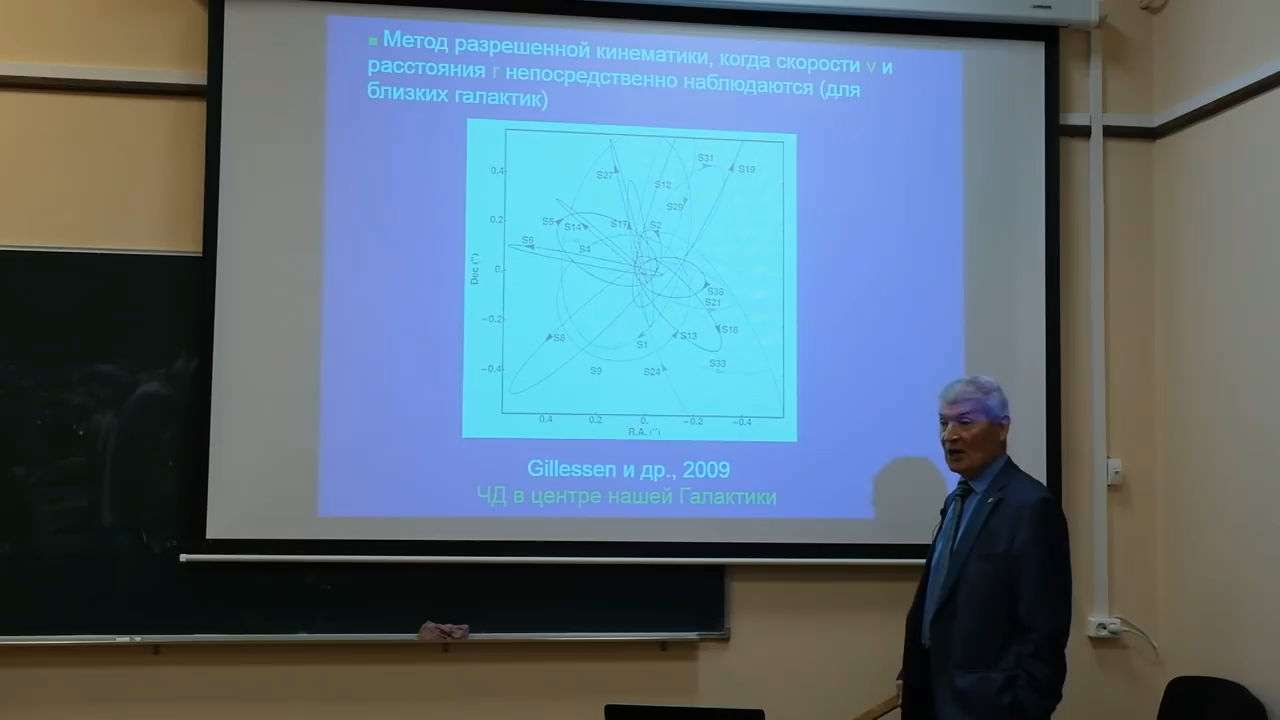 Метод разрешенной кинематики, когда скорости v и
расстояния r непосредственно наблюдаются (для
близких галактик)
S31
S27
S19
0.4
S12
S29
S5
S14
S17
S2
0.2
S6
S4
Dec (")
0.
S38
S21
−0.2
S18
S8
S1
S13
S33
−0.4
S9
S24
0.4 0.2 0. −0.2 −0.4
R.A. (")
Gillessen и др., 2009
ЧД в центре нашей Галактики